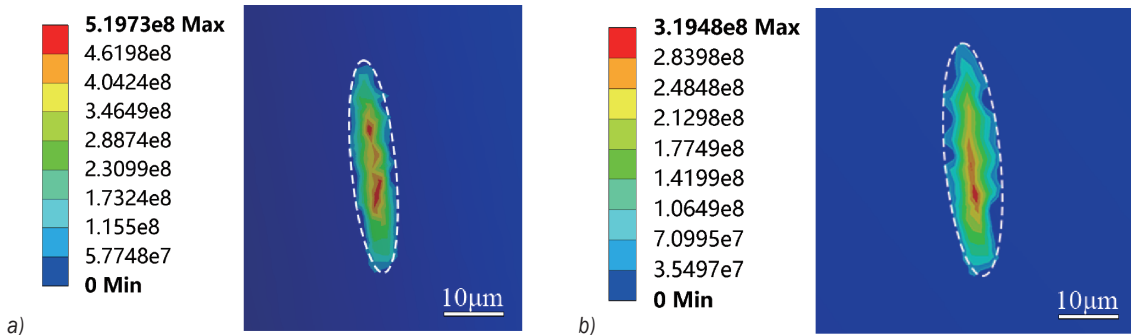 5.1973e8 Max
4.6198e8
4.0424e8
3.4649e8
2.8874e8
2.3099e8
1.7324e8
1.155e8
5.7748e7
0 Min
10μm
a)
3.1948e8 Max
2.8398e8
2.4848e8
2.1298e8
1.7749e8
1.4199e8
1.0649e8
7.0995e7
3.5497e7
0 Min
10μm
b)